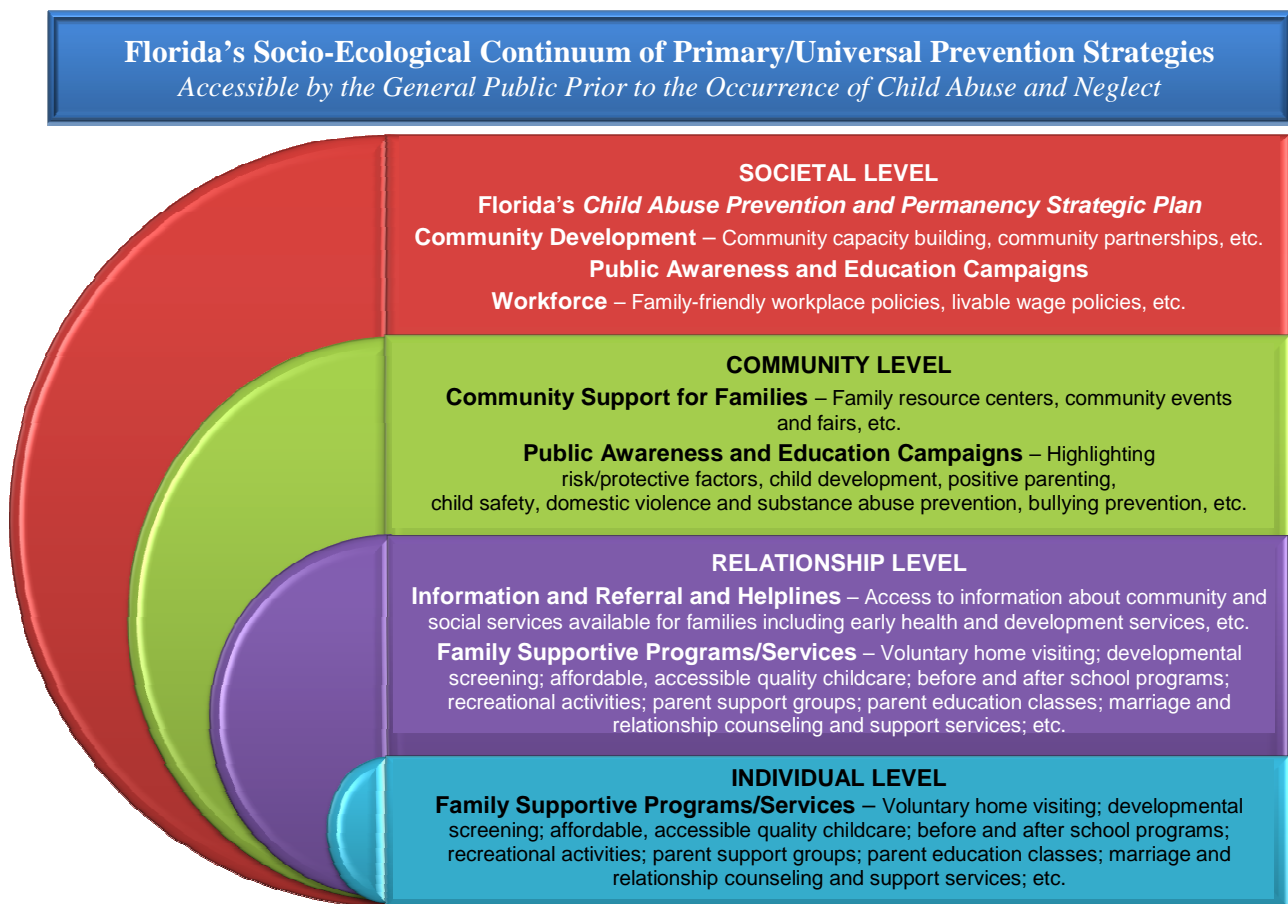 Florida's Socio-Ecological Continuum of Primary/Universal Prevention Strategies
Accessible by the General Public Prior to the Occurrence of Child Abuse and Neglect
SOCIETAL LEVEL
Florida's Child Abuse Prevention and Permanency Strategic Plan
Community Development – Community capacity building, community partnerships, etc.
Public Awareness and Education Campaigns
Workforce – Family-friendly workplace policies, livable wage policies, etc.
COMMUNITY LEVEL
Community Support for Families – Family resource centers, community events
and fairs, etc.
Public Awareness and Education Campaigns – Highlighting
risk/protective factors, child development, positive parenting,
child safety, domestic violence and substance abuse prevention, bullying prevention, etc.
RELATIONSHIP LEVEL
Information and Referral and Helplines – Access to information about community and
social services available for families including early health and development services, etc.
Family Supportive Programs/Services – Voluntary home visiting; developmental
screening; affordable, accessible quality childcare; before and after school programs;
recreational activities; parent support groups; parent education classes; marriage and
relationship counseling and support services; etc.
INDIVIDUAL LEVEL
Family Supportive Programs/Services – Voluntary home visiting; developmental
screening; affordable, accessible quality childcare; before and after school programs;
recreational activities; parent support groups; parent education classes; marriage and
relationship counseling and support services; etc.